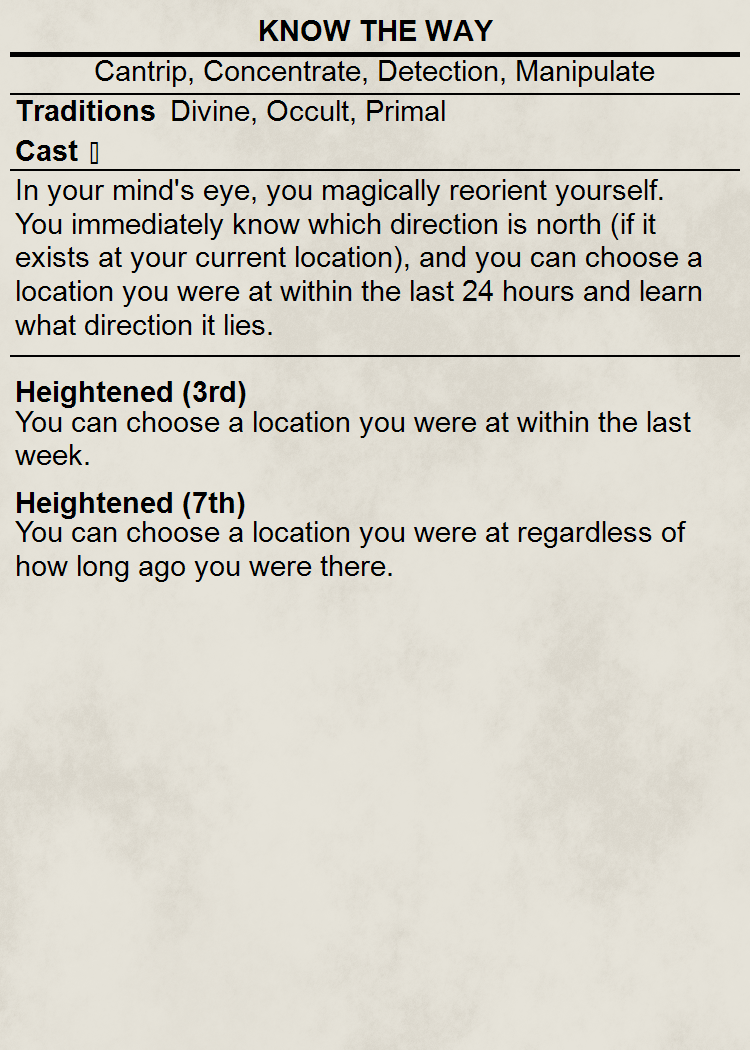 KNOW THE WAY
Cantrip, Concentrate, Detection, Manipulate
Traditions Divine, Occult, Primal
Cast
In your mind's eye, you magically reorient yourself.
You immediately know which direction is north (if it
exists at your current location), and you can choose a
location you were at within the last 24 hours and learn
what direction it lies.
Heightened (3rd)
You can choose a location you were at within the last
week.
Heightened (7th)
You can choose a location you were at regardless of
how long ago you were there.